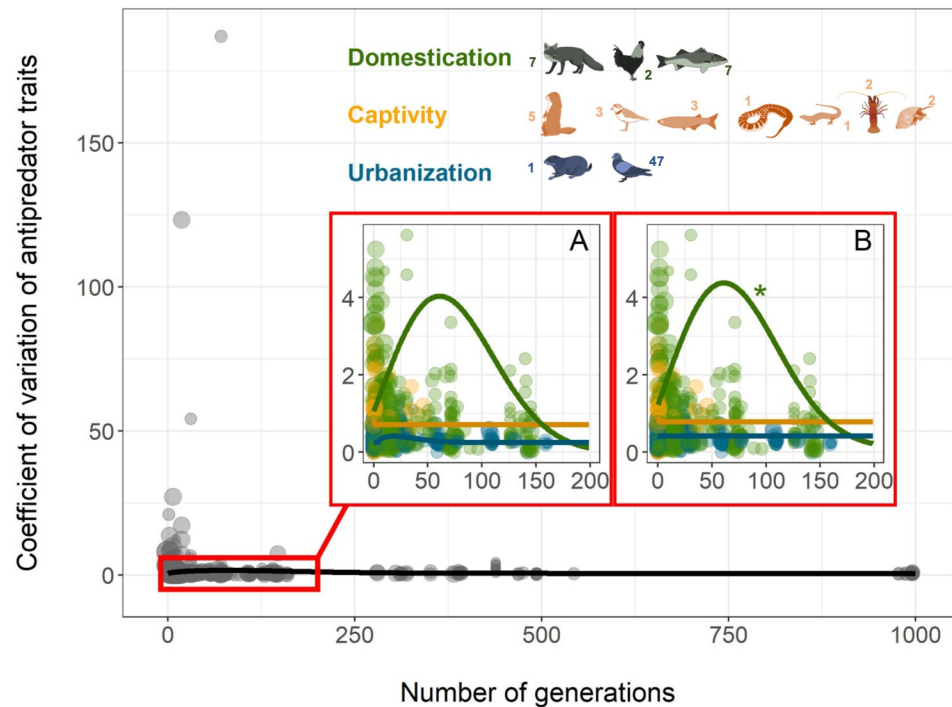 Coefficient of variation of antipredator traits
150
100
50
0
Domestication 7 2 7
Captivity 5 3 3 1 1 2 2
Urbanization 1 47
A
4
2
0
0 50 100 150 200
B
*
4
2
0
0 50 100 150 200
0 250 500 750 1000
Number of generations